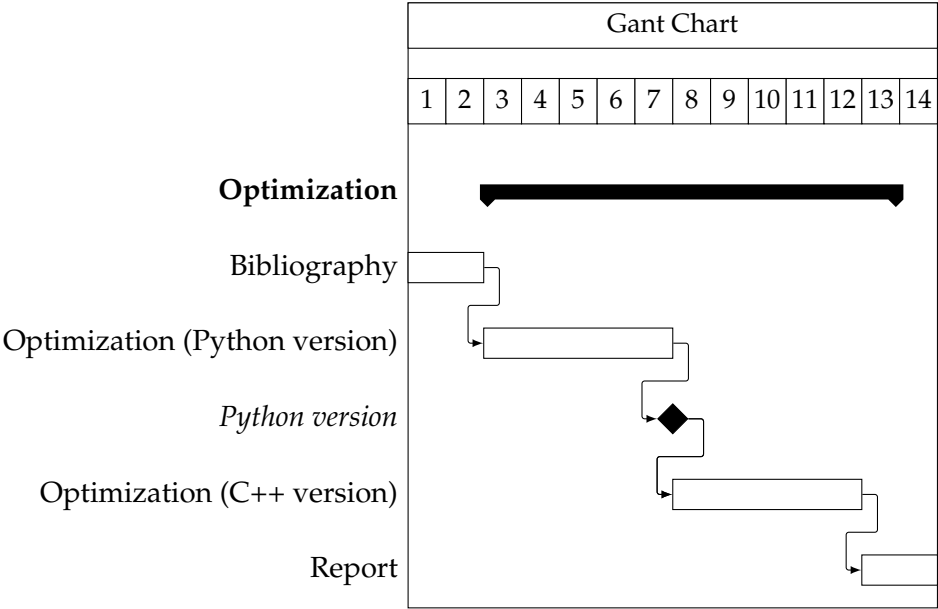 Gant Chart
1 2 3 4 5 6 7 8 9 10 11 12 13 14
Optimization
Bibliography
Optimization (Python version)
Python version
Optimization (C++ version)
Report